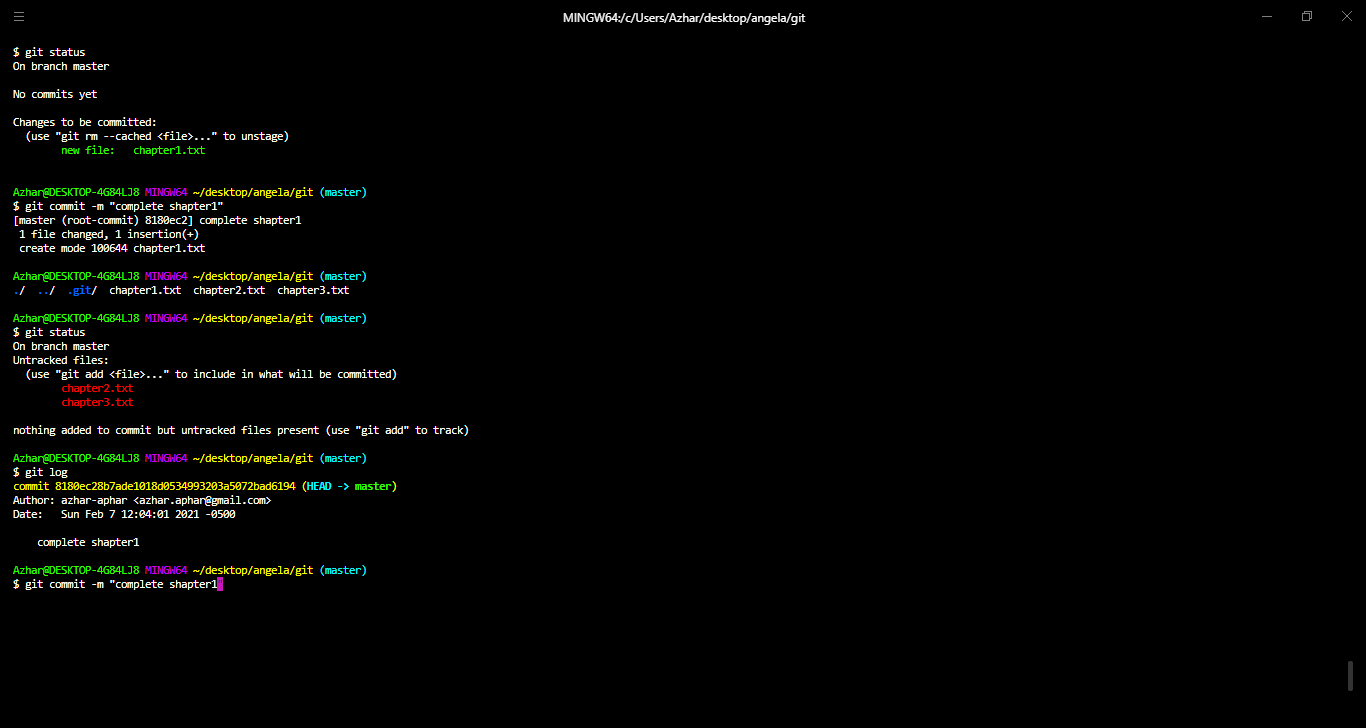 MINGW64:/c/Users/Azhar/desktop/angela/git
$ git status
On branch master
No commits yet
Changes to be committed:
  (use "git rm --cached <file>..." to unstage)
        new file:   chapter1.txt
Azhar@DESKTOP-4G84LJ8 MINGW64 ~/desktop/angela/git (master)
$ git commit -m "complete shapter1"
[master (root-commit) 8180ec2] complete shapter1
 1 file changed, 1 insertion(+)
 create mode 100644 chapter1.txt
Azhar@DESKTOP-4G84LJ8 MINGW64 ~/desktop/angela/git (master)
./  ../  .git/  chapter1.txt  chapter2.txt  chapter3.txt
Azhar@DESKTOP-4G84LJ8 MINGW64 ~/desktop/angela/git (master)
$ git status
On branch master
Untracked files:
  (use "git add <file>..." to include in what will be committed)
        chapter2.txt
        chapter3.txt
nothing added to commit but untracked files present (use "git add" to track)
Azhar@DESKTOP-4G84LJ8 MINGW64 ~/desktop/angela/git (master)
$ git log
commit 8180ec28b7ade1018d0534993203a5072bad6194 (HEAD -> master)
Author: azhar-aphar <azhar.aphar@gmail.com>
Date:   Sun Feb 7 12:04:01 2021 -0500
    complete shapter1
Azhar@DESKTOP-4G84LJ8 MINGW64 ~/desktop/angela/git (master)
$ git commit -m "complete shapter1"